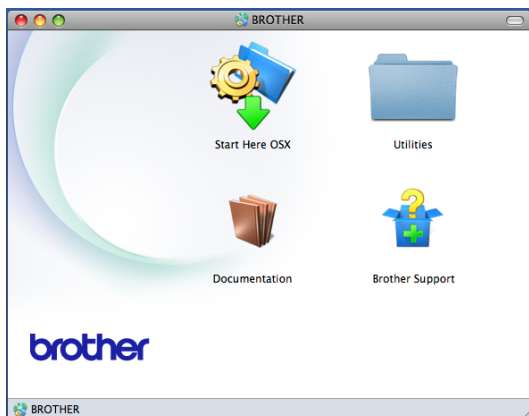 BROTHER
Start Here OSX
Utilities
Documentation
Brother Support
brother
BROTHER